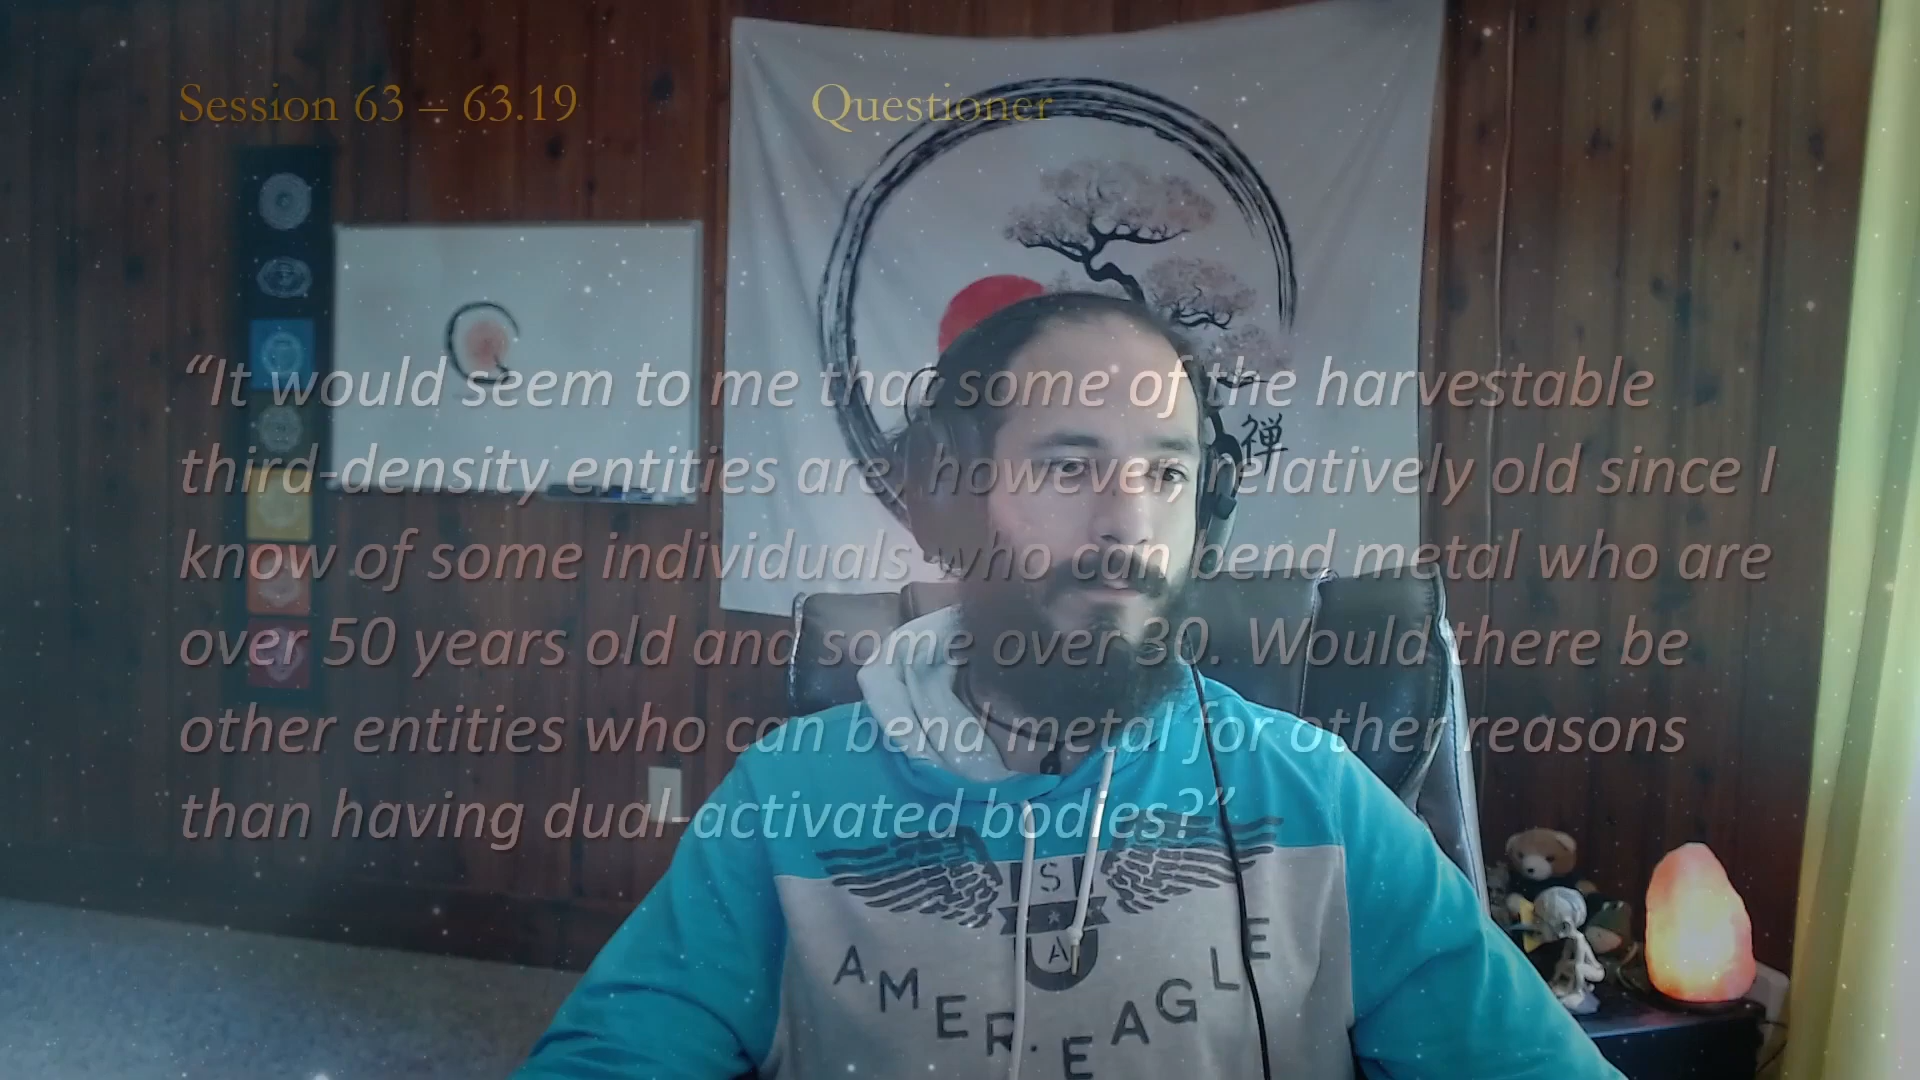 Session 63 – 63.19
Questioner
“It would seem to me that some of the harvestable
third-density entities are, however, relatively old since I
know of some individuals who can bend metal who are
over 50 years old and some over 30. Would there be
other entities who can bend metal for other reasons
than having dual-activated bodies?”
禅
S
A
AMER. EAGLE